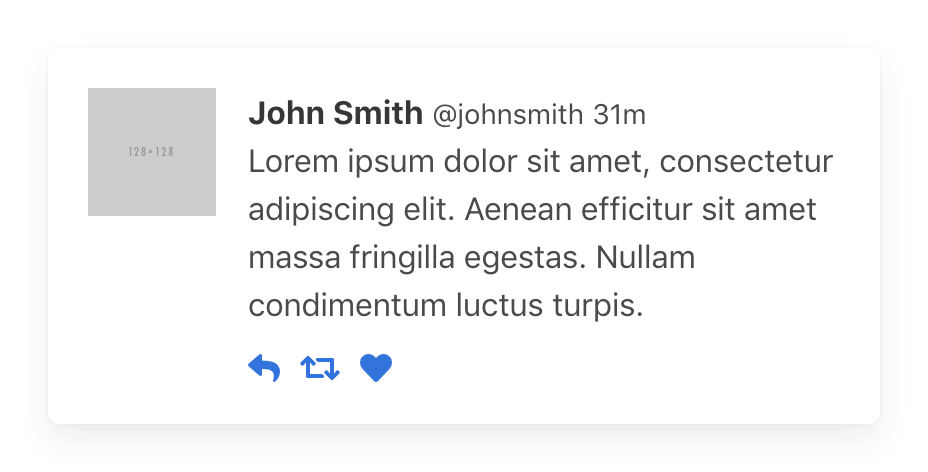 128×128
John Smith @johnsmith 31m
Lorem ipsum dolor sit amet, consectetur
adipiscing elit. Aenean efficitur sit amet
massa fringilla egestas. Nullam
condimentum luctus turpis.